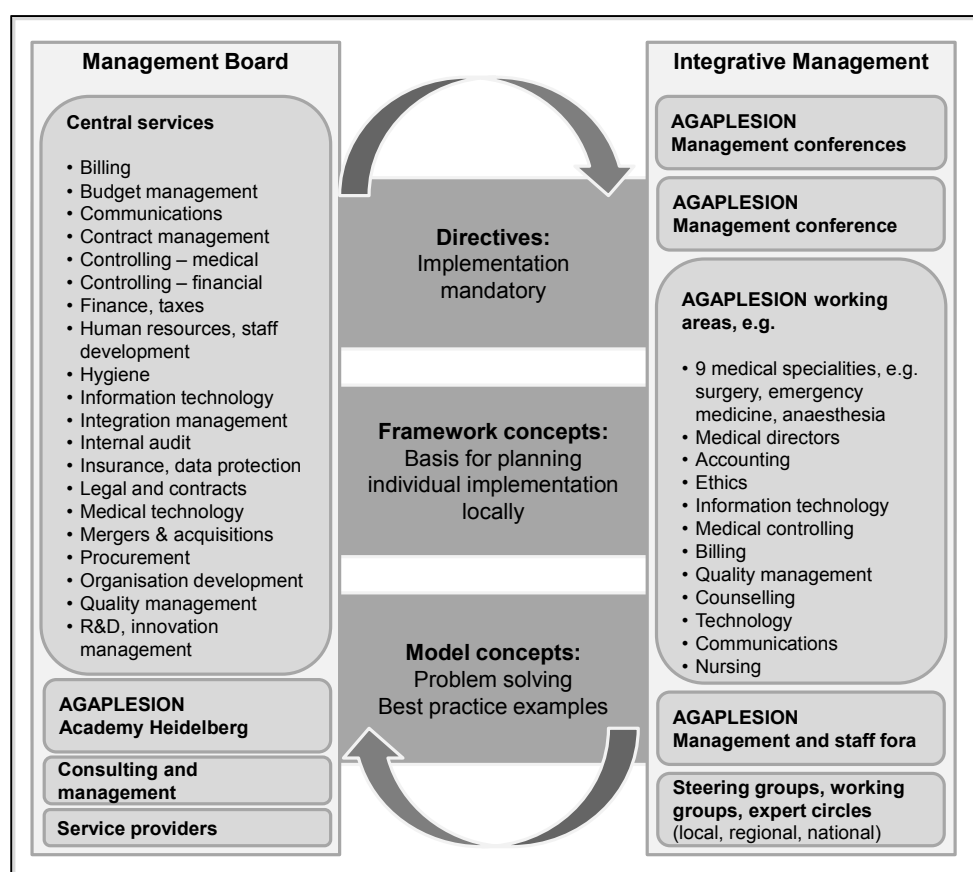 Management Board
Central services
• Billing
• Budget management
• Communications
• Contract management
• Controlling – medical
• Controlling – financial
• Finance, taxes
• Human resources, staff
development
• Hygiene
• Information technology
• Integration management
• Internal audit
• Insurance, data protection
• Legal and contracts
• Medical technology
• Mergers & acquisitions
• Procurement
• Organisation development
• Quality management
• R&D, innovation
management
AGAPLESION
Academy Heidelberg
Consulting and
management
Service providers
Directives:
Implementation
mandatory
Framework concepts:
Basis for planning
individual implementation
locally
Model concepts:
Problem solving
Best practice examples
Integrative Management
AGAPLESION
Management conferences
AGAPLESION
Management conference
AGAPLESION working
areas, e.g.
• 9 medical specialities, e.g.
surgery, emergency
medicine, anaesthesia
• Medical directors
• Accounting
• Ethics
• Information technology
• Medical controlling
• Billing
• Quality management
• Counselling
• Technology
• Communications
• Nursing
AGAPLESION
Management and staff fora
Steering groups, working
groups, expert circles
(local, regional, national)